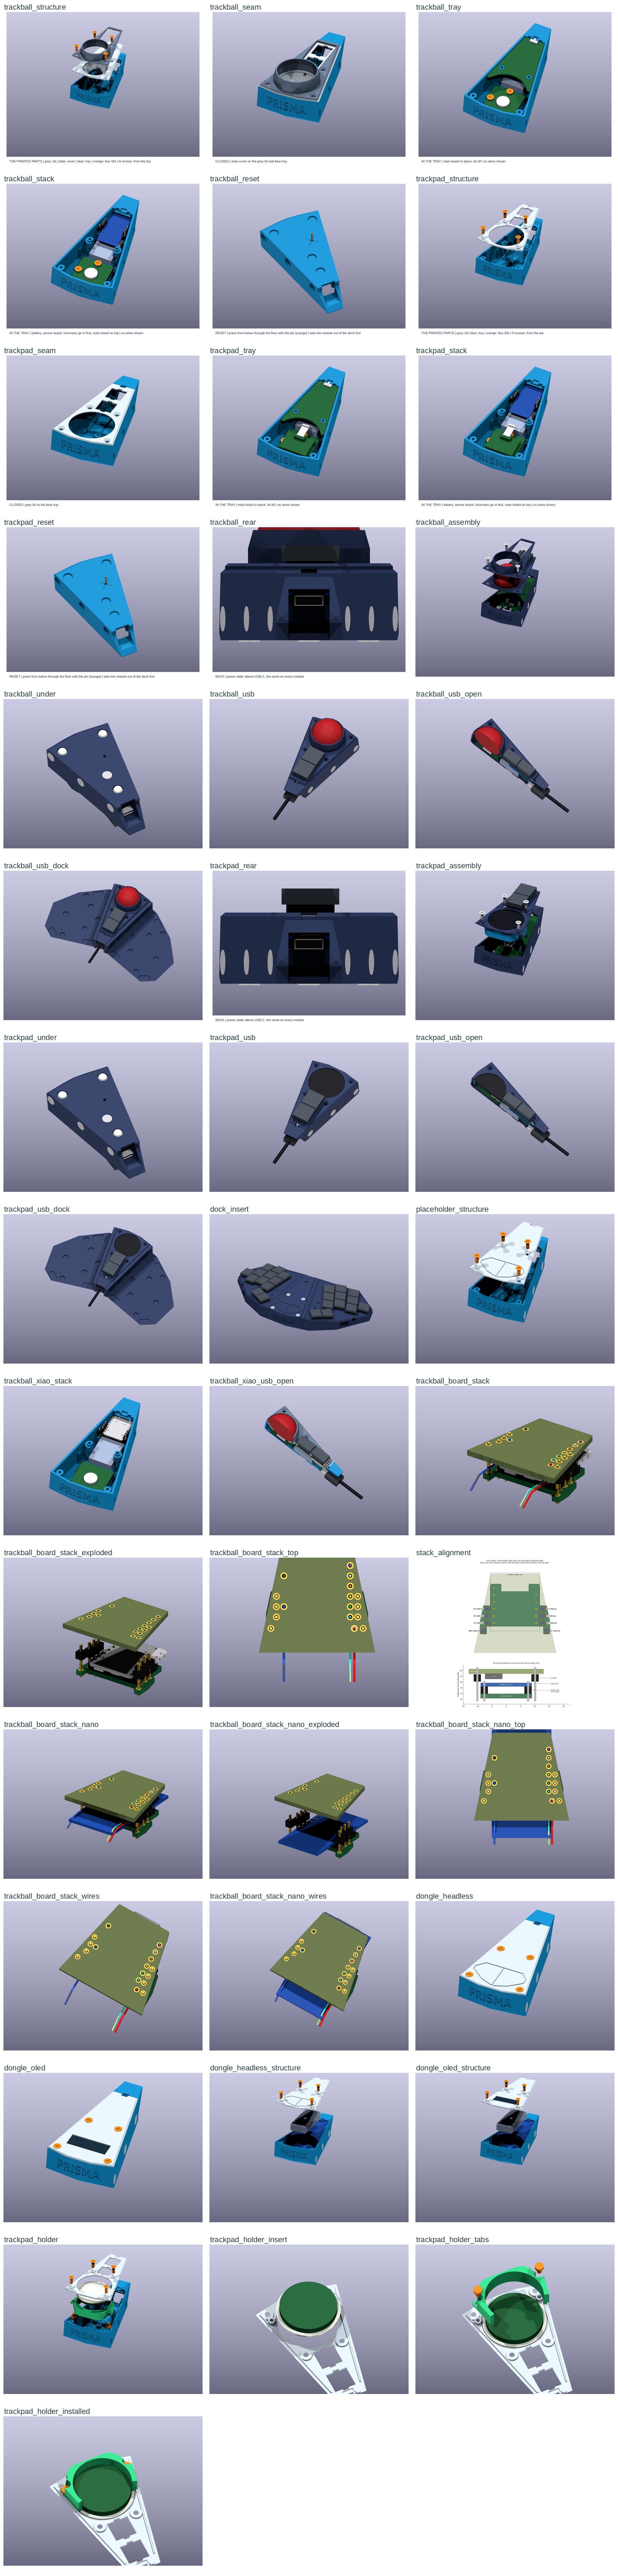 trackball_structure
trackball_seam
trackball_tray
THE PRINTED PARTS | grey: lid | slate: cover | blue: tray | orange: four M3 x 8 screws, from the top
CLOSED | slate cover on the grey lid and blue tray
IN THE TRAY | main board in place, lid off | no wires shown
trackball_stack
trackball_reset
trackpad_structure
IN THE TRAY | battery, sensor board, nice!nano go in first, main board on top | no wires shown
RESET | press from below through the floor with the pin (orange) | take the module out of the dock first
THE PRINTED PARTS | grey: lid | blue: tray | orange: four M3 x 8 screws, from the top
trackpad_seam
trackpad_tray
trackpad_stack
PRISMA
CLOSED | grey lid on the blue tray
IN THE TRAY | main board in place, lid off | no wires shown
IN THE TRAY | battery, sensor board, nice!nano go in first, main board on top | no wires shown
trackpad_reset
trackball_rear
trackball_assembly
RESET | press from below through the floor with the pin (orange) | take the module out of the dock first
BACK | power slider above USB-C, the same on every module
trackball_under
trackball_usb
trackball_usb_open
trackball_usb_dock
trackpad_rear
trackpad_assembly
BACK | power slider above USB-C, the same on every module
trackpad_under
trackpad_usb
trackpad_usb_open
trackpad_usb_dock
dock_insert
placeholder_structure
PRISMA
trackball_xiao_stack
trackball_xiao_usb_open
trackball_board_stack
PRISMA
trackball_board_stack_exploded
trackball_board_stack_top
stack_alignment
trackball_board_stack_nano
trackball_board_stack_nano_exploded
trackball_board_stack_nano_top
trackball_board_stack_wires
trackball_board_stack_nano_wires
dongle_headless
PRISMA
dongle_oled
dongle_headless_structure
dongle_oled_structure
PRISMA
PRISMA
PRISMA
trackpad_holder
trackpad_holder_insert
trackpad_holder_tabs
PRISMA
trackpad_holder_installed